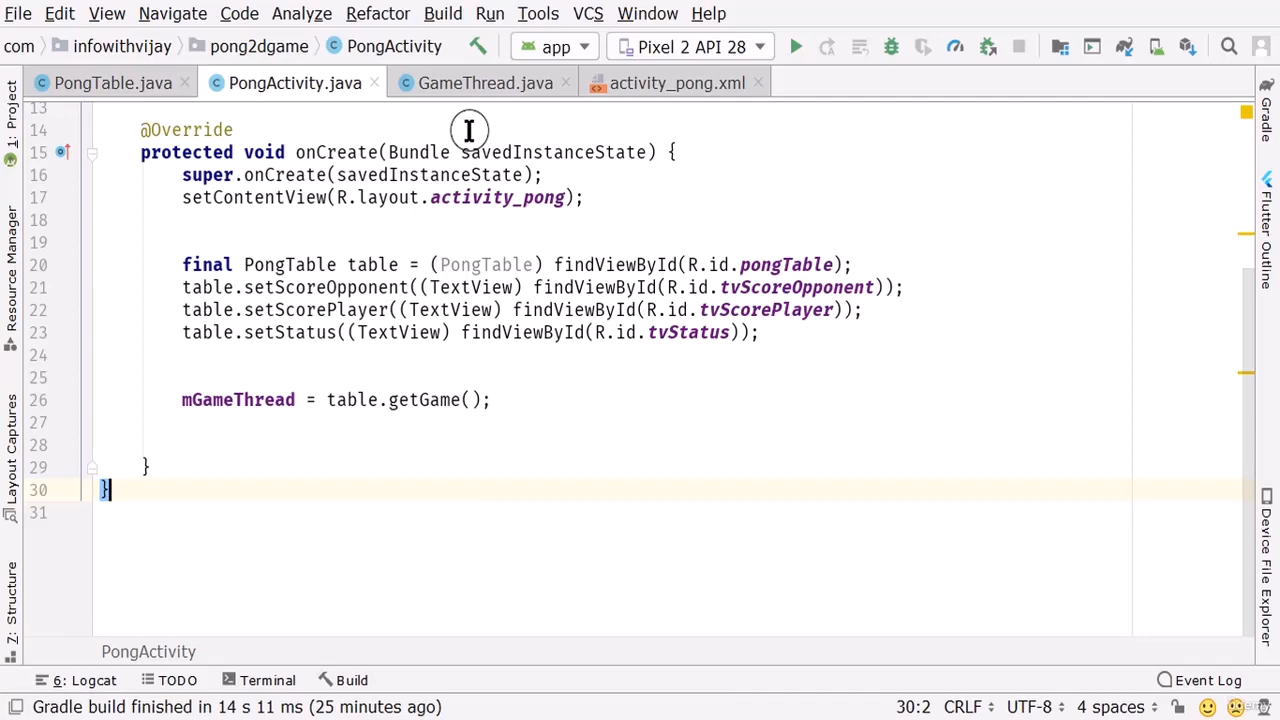 File Edit View Navigate Code Analyze Refactor Build Run Tools VCS Window Help
com infowithvijay pong2dgame PongActivity app Pixel 2 API 28
PongTable.java PongActivity.java GameThread.java activity_pong.xml
1: Project
Resource Manager
Layout Captures
Z: Structure
13
14 @Override
15 protected void onCreate(Bundle savedInstanceState) {
16 super.onCreate(savedInstanceState);
17 setContentView(R.layout.activity_pong);
18
19
20 final PongTable table = (PongTable) findViewById(R.id.pongTable);
21 table.setScoreOpponent((TextView) findViewById(R.id.tvScoreOpponent));
22 table.setScorePlayer((TextView) findViewById(R.id.tvScorePlayer));
23 table.setStatus((TextView) findViewById(R.id.tvStatus));
24
25
26 mGameThread = table.getGame();
27
28
29 }
30 }
31
Gradle
Flutter Outline
Device File Explorer
PongActivity
6: Logcat TODO Terminal Build Event Log
Gradle build finished in 14 s 11 ms (25 minutes ago) 30:2 CRLF UTF-8 4 spaces